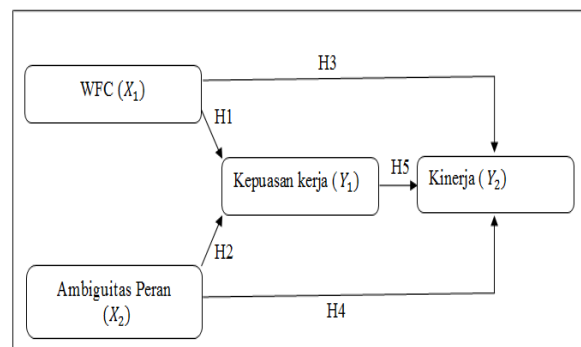 WFC (X₁)
H3
H1
Kepuasan kerja (Y₁)
H5
Kinerja (Y₂)
H2
Ambiguitas Peran
(X₂)
H4